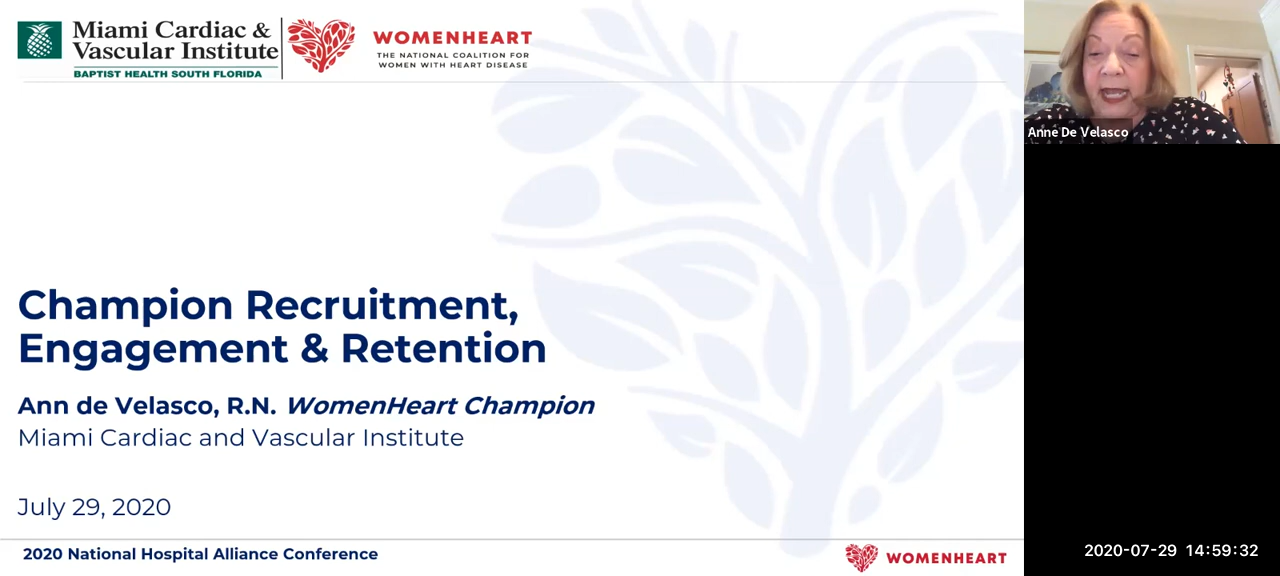 Miami Cardiac &
Vascular Institute
BAPTIST HEALTH SOUTH FLORIDA
WOMENHEART
THE NATIONAL COALITION FOR
WOMEN WITH HEART DISEASE
Anne De Velasco
Champion Recruitment,
Engagement & Retention
Ann de Velasco, R.N. WomenHeart Champion
Miami Cardiac and Vascular Institute
July 29, 2020
2020 National Hospital Alliance Conference
WOMENHEART
2020-07-29 14:59:32